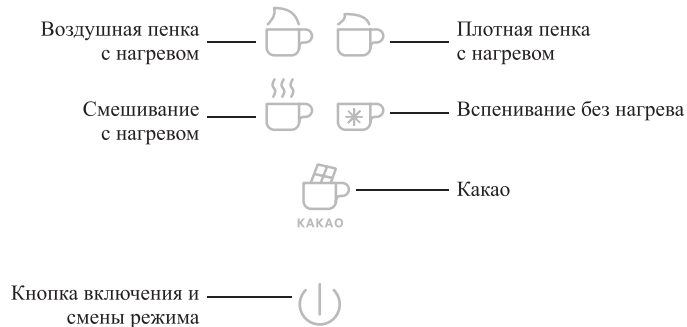 Воздушная пенка
с нагревом
Плотная пенка
с нагревом
Смешивание
с нагревом
Вспенивание без нагрева
Какао
КАКАО
Кнопка включения и
смены режима